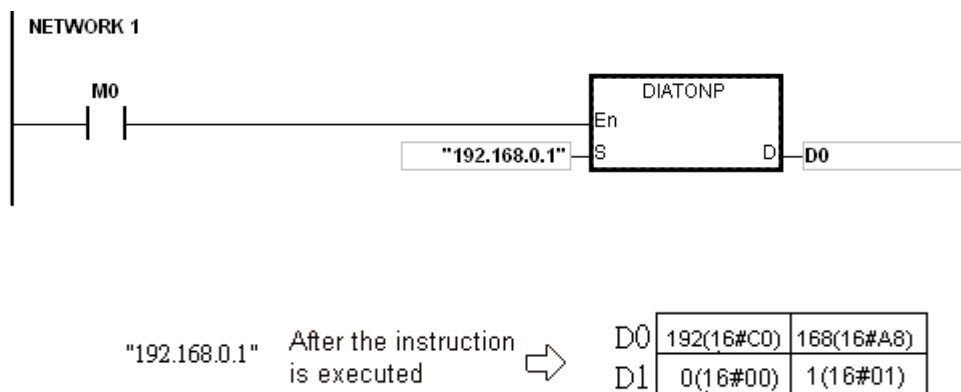 NETWORK 1
M0
DIATONP
En
"192.168.0.1" S D D0
"192.168.0.1" After the instruction is executed
D0 192(16#C0) 168(16#A8)
D1 0(16#00) 1(16#01)